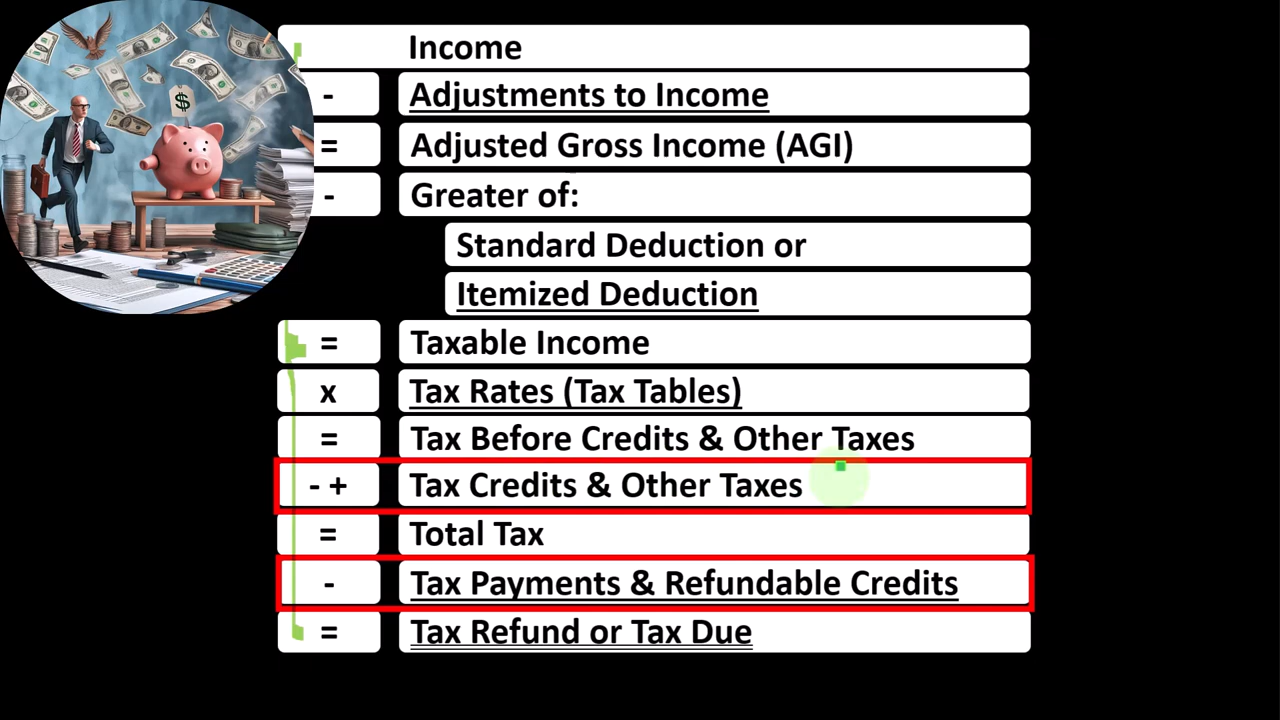 Income
- Adjustments to Income
= Adjusted Gross Income (AGI)
- Greater of:
Standard Deduction or
Itemized Deduction
= Taxable Income
x Tax Rates (Tax Tables)
= Tax Before Credits & Other Taxes
- + Tax Credits & Other Taxes
= Total Tax
- Tax Payments & Refundable Credits
= Tax Refund or Tax Due
$